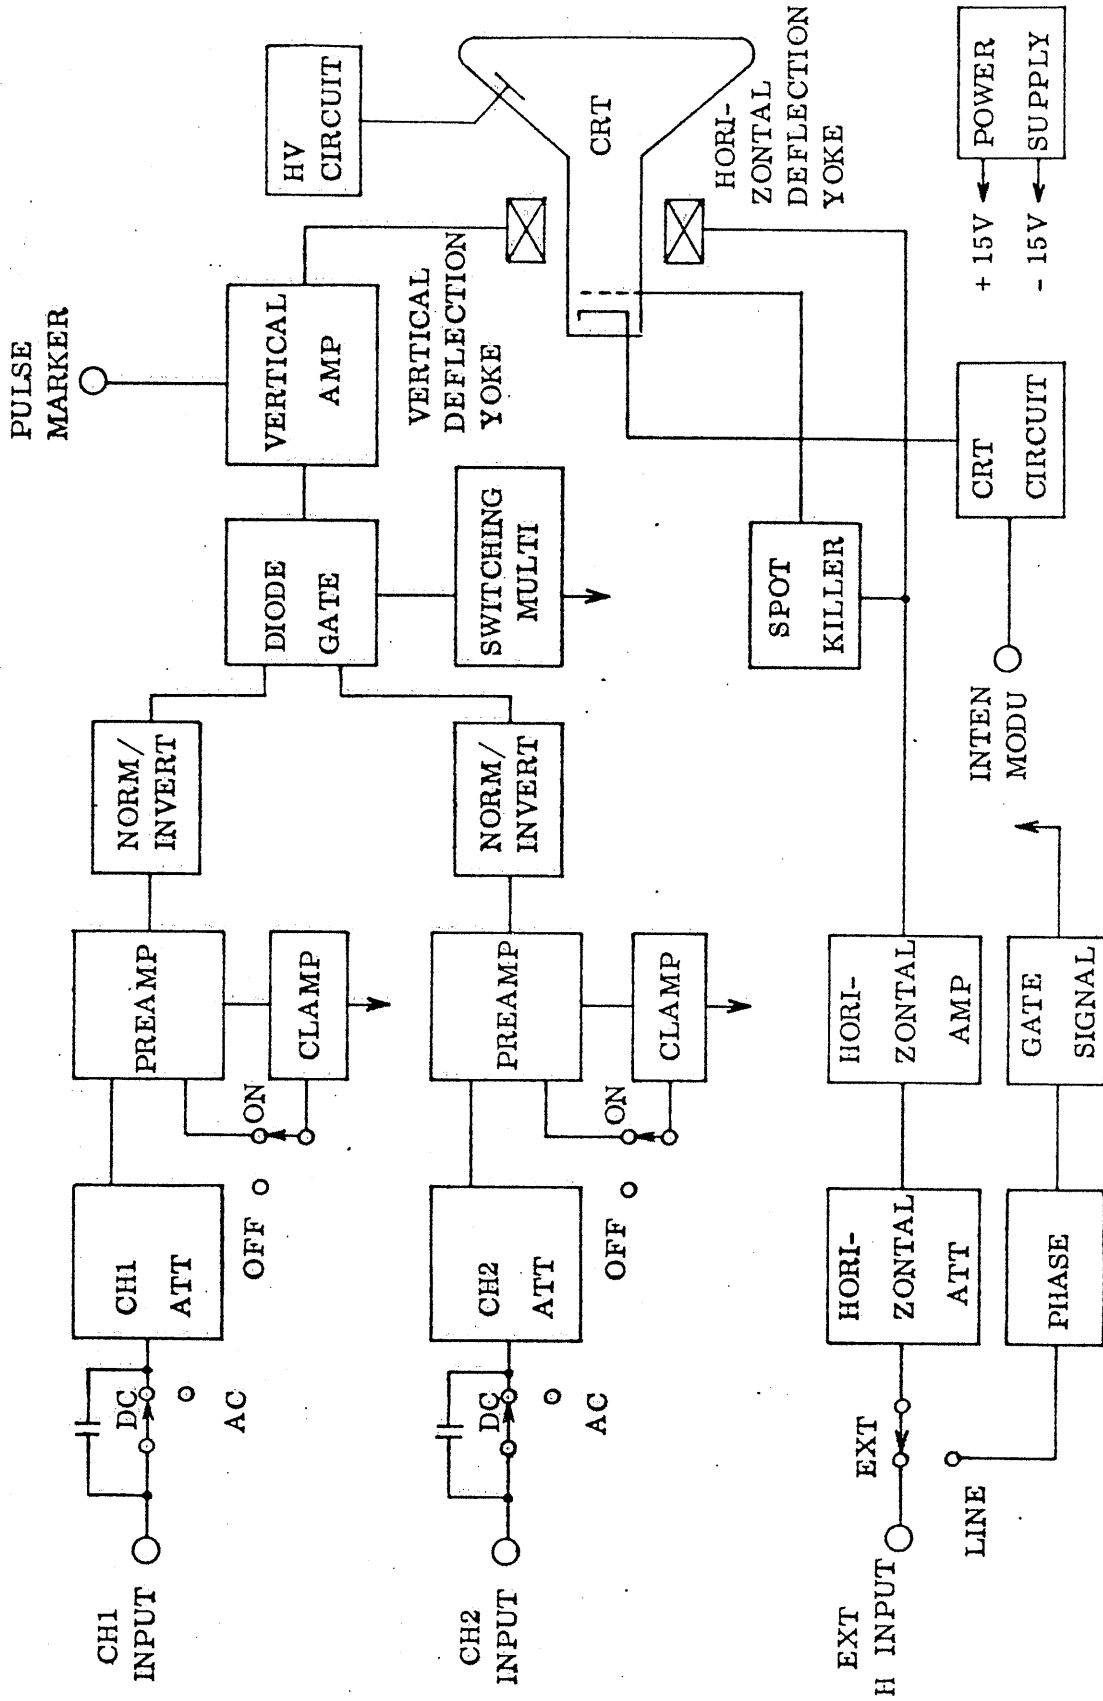 CH1
INPUT
DC
AC
CH1
ATT
OFF
ON
PREAMP
CLAMP
NORM/
INVERT
CH2
INPUT
DC
AC
CH2
ATT
OFF
ON
PREAMP
CLAMP
NORM/
INVERT
DIODE
GATE
SWITCHING
MULTI
PULSE
MARKER
VERTICAL
AMP
VERTICAL
DEFLECTION
YOKE
HV
CIRCUIT
CRT
HORI-
ZONTAL
DEFLECTION
YOKE
EXT
H INPUT
EXT
LINE
HORI-
ZONTAL
ATT
HORI-
ZONTAL
AMP
PHASE
GATE
SIGNAL
SPOT
KILLER
INTEN
MODU
CRT
CIRCUIT
+ 15V
- 15V
POWER
SUPPLY